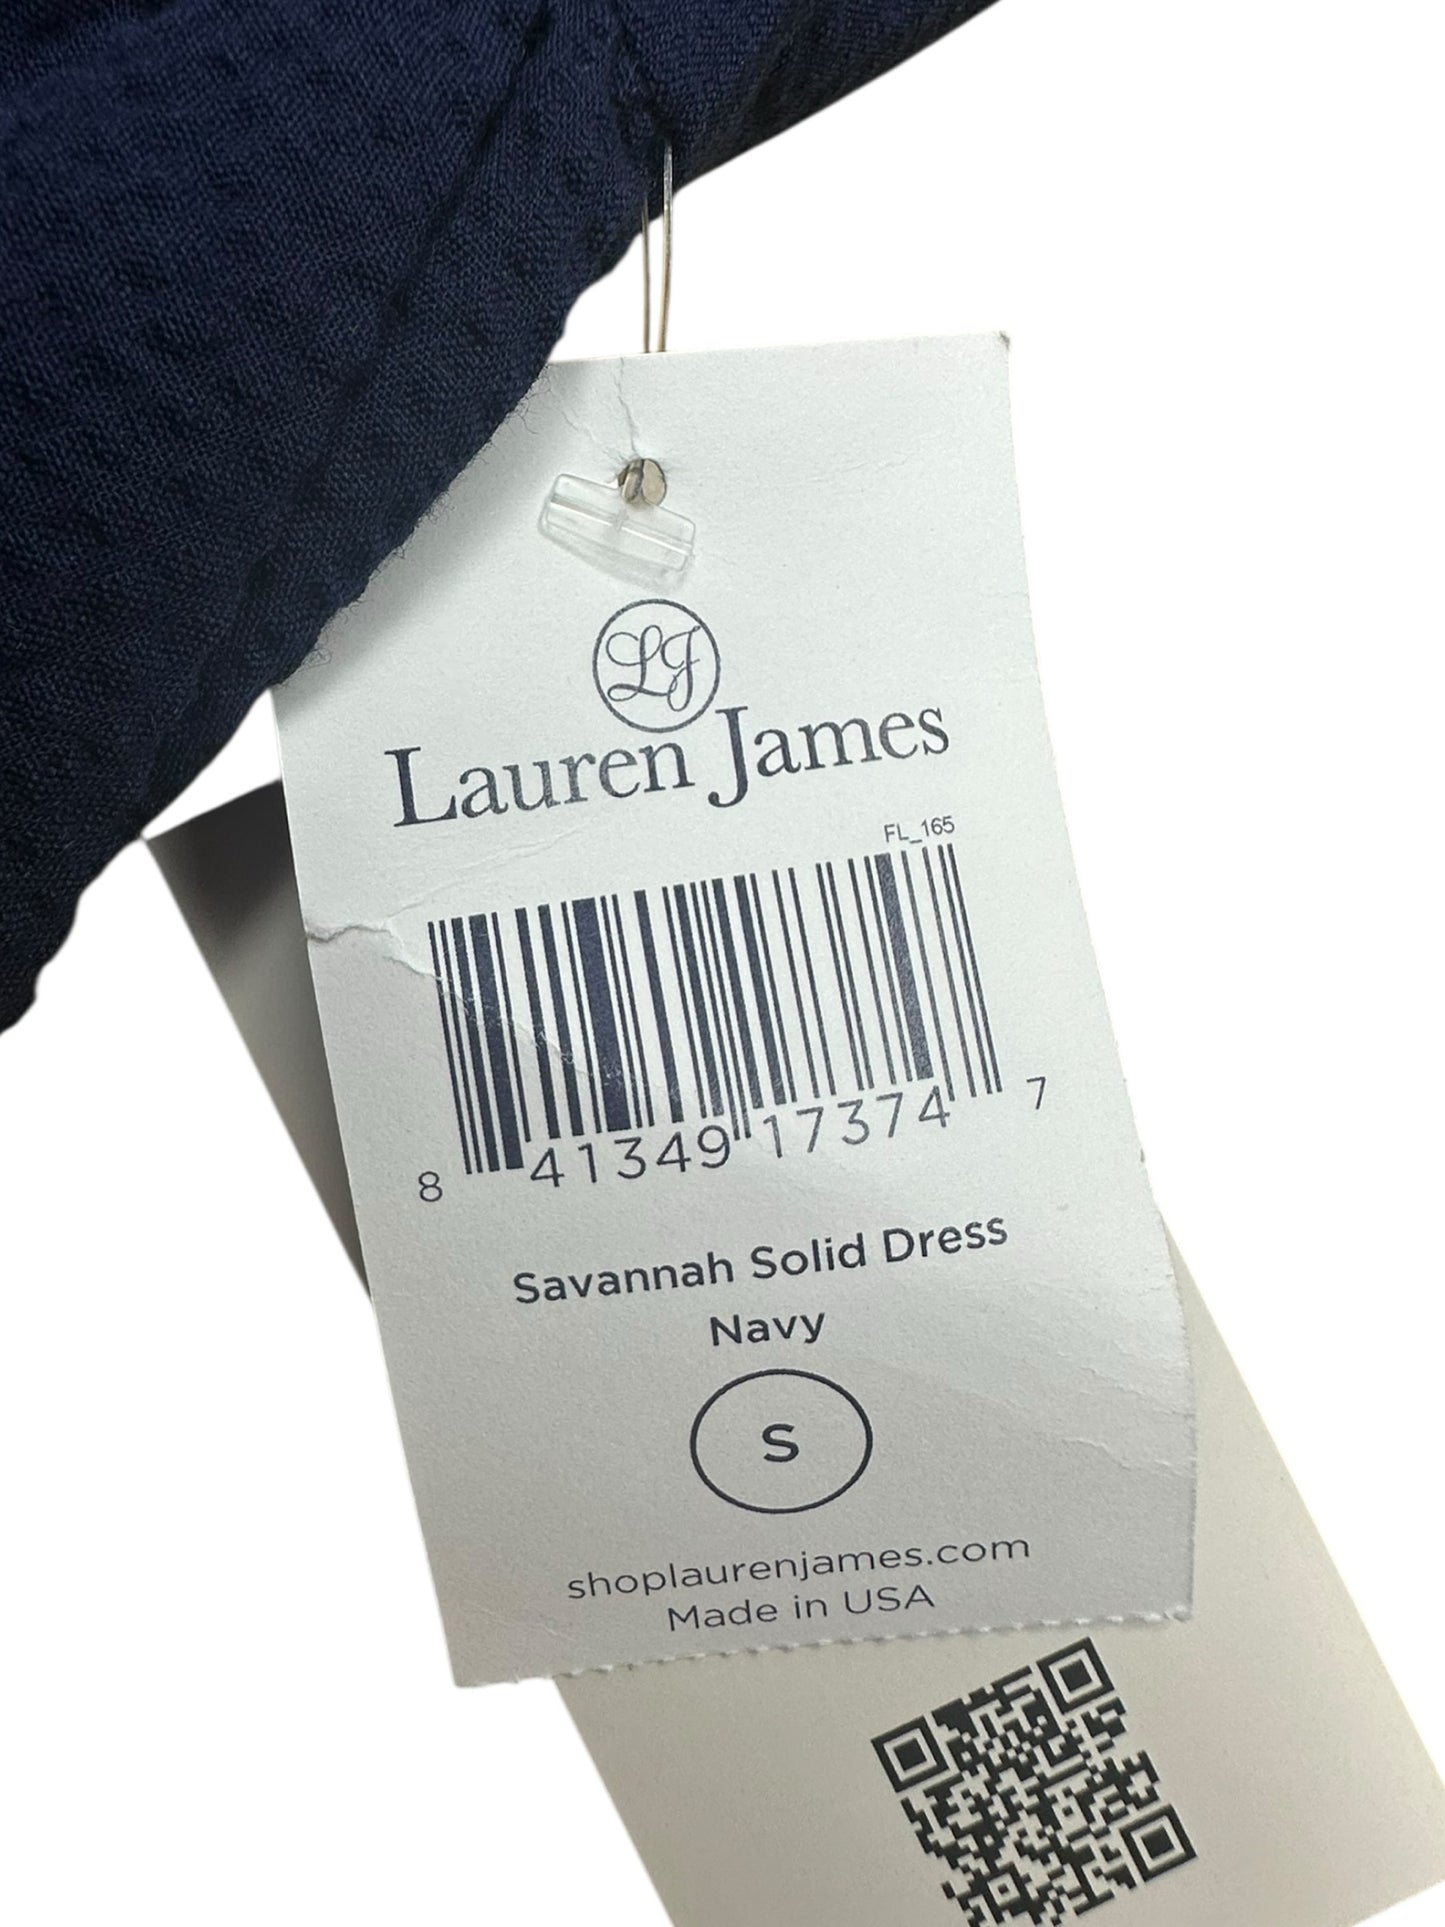 LJ
Lauren James
FL_165
8 41349 17374 7
Savannah Solid Dress
Navy
S
shoplaurenjames.com
Made in USA